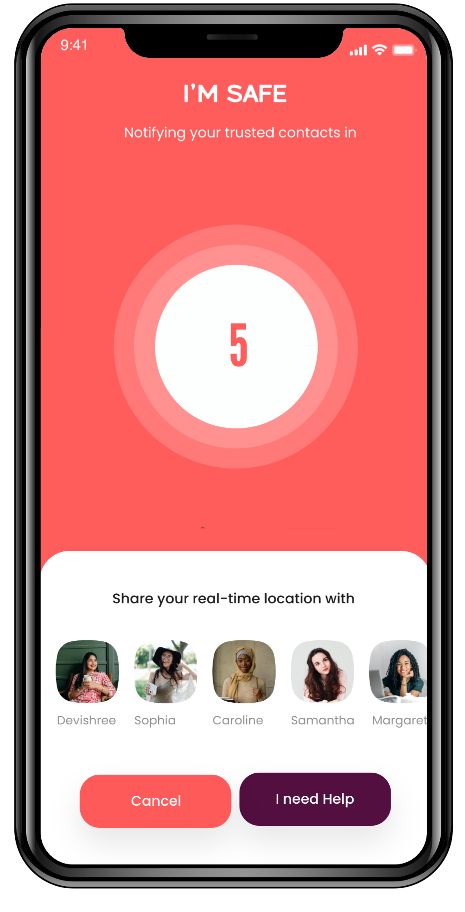 9:41
I'M SAFE
Notifying your trusted contacts in
5
Share your real-time location with
Devishree Sophia Caroline Samantha Margaret
Cancel I need Help